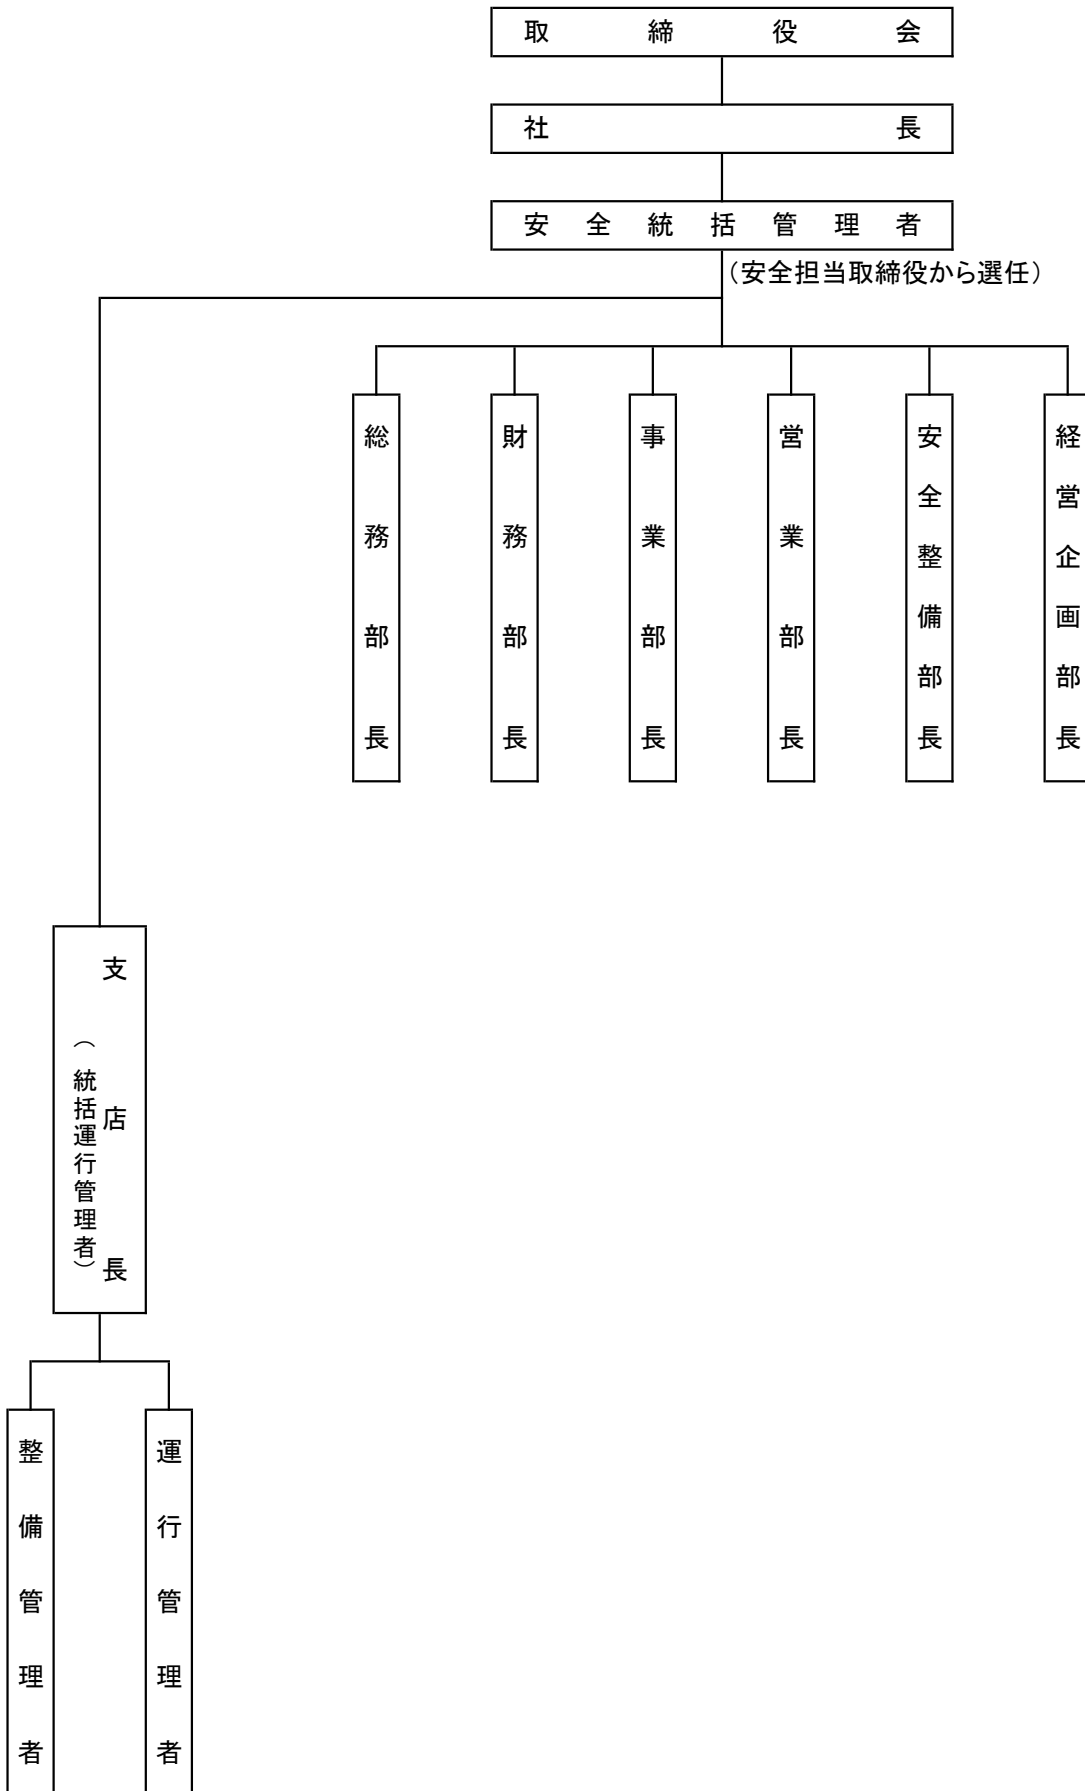 取締役会
社長
安全統括管理者
（安全担当取締役から選任）
総務部長
財務部長
事業部長
営業部長
安全整備部長
経営企画部長
支店長
（統括運行管理者）
整備管理者
運行管理者